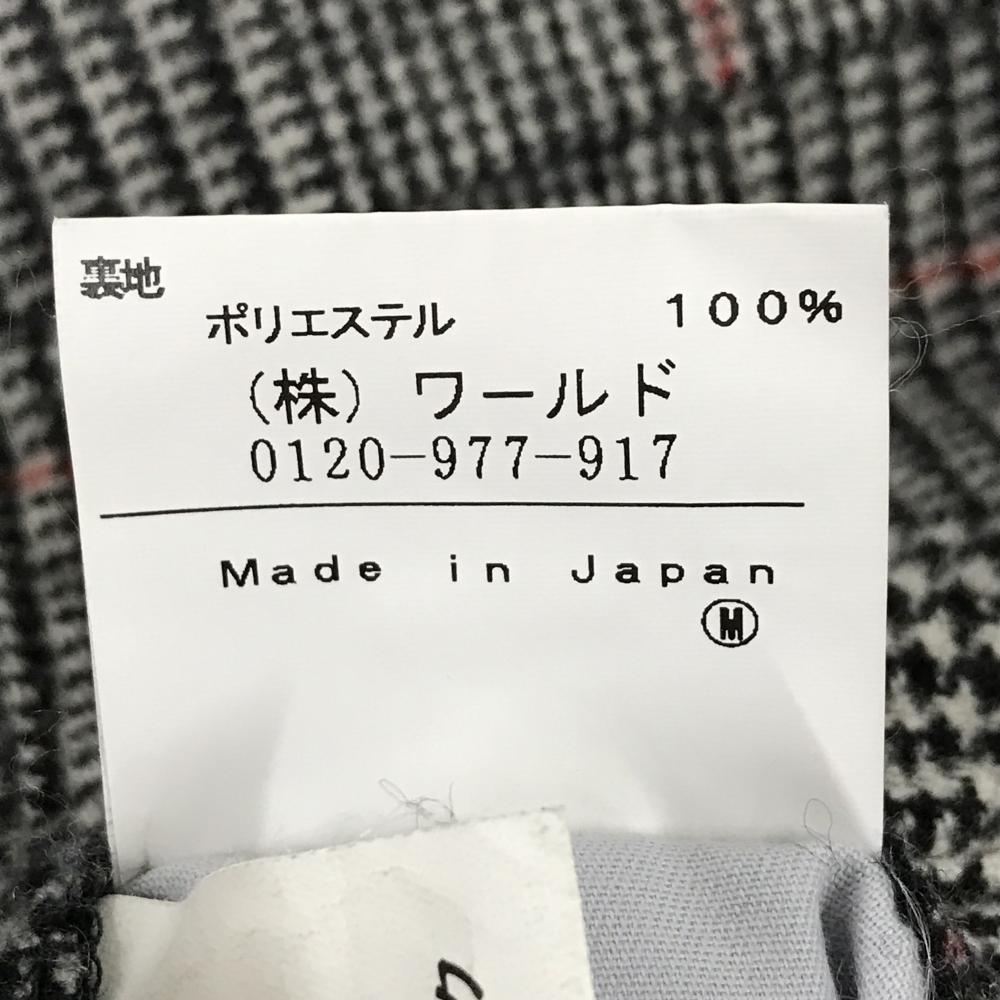 裏地
ポリエステル 100%
(株) ワールド
0120-977-917
Made in Japan
Ⓜ